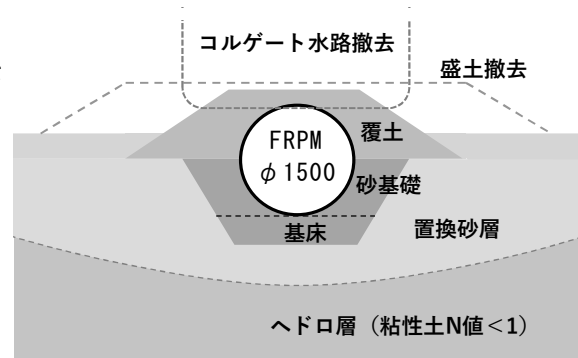 コルゲート水路撤去
盛土撤去
FRPM
φ1500
覆土
砂基礎
基床
置換砂層
ヘドロ層（粘性土N値＜1）